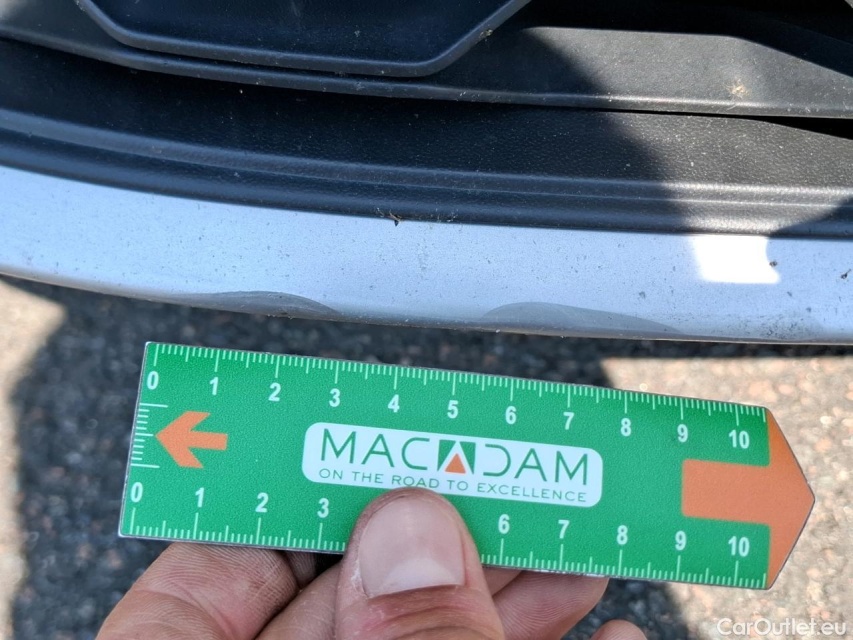 0 1 2 3 4 5 6 7 8 9 10
MACADAM
ON THE ROAD TO EXCELLENCE
0 1 2 3 6 7 8 9 10
CarOutlet.eu